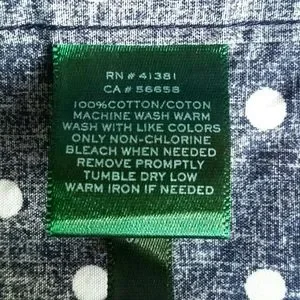 RN # 41381
CA # 56658
100%COTTON/COTON
MACHINE WASH WARM
WASH WITH LIKE COLORS
ONLY NON-CHLORINE
BLEACH WHEN NEEDED
REMOVE PROMPTLY
TUMBLE DRY LOW
WARM IRON IF NEEDED